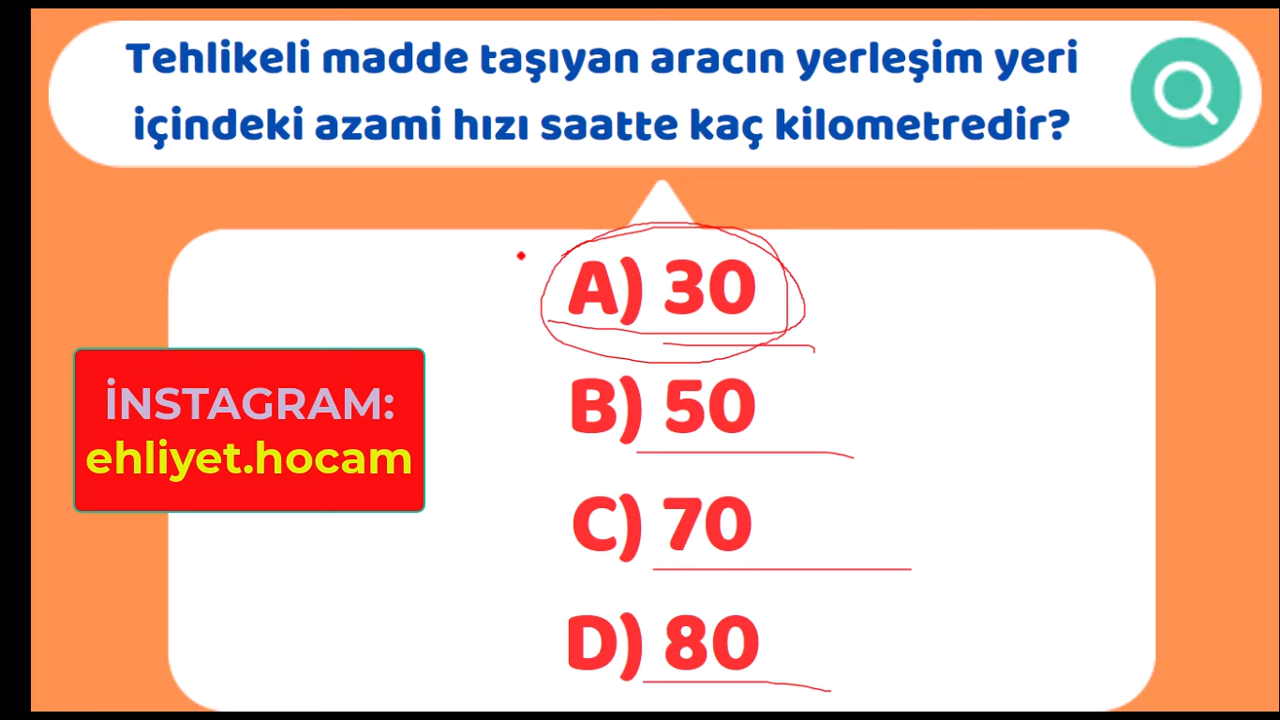 Tehlikeli madde taşıyan aracın yerleşim yeri
içindeki azami hızı saatte kaç kilometredir?
A) 30
B) 50
C) 70
D) 80
İNSTAGRAM:
ehliyet.hocam